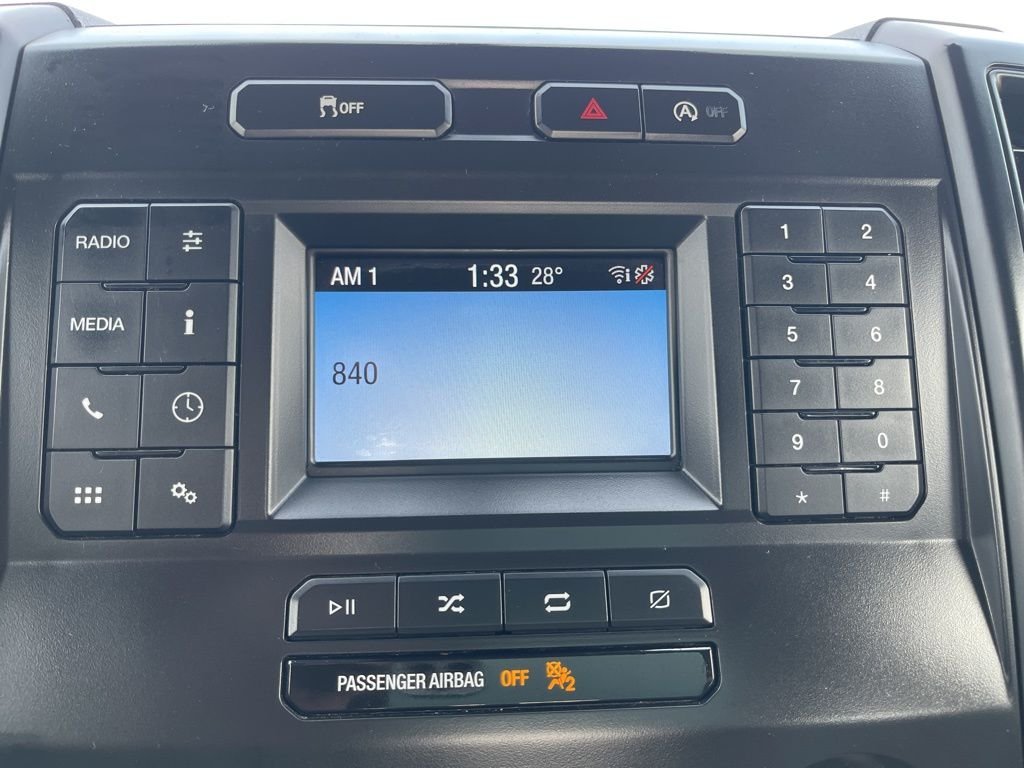 OFF
A OFF
RADIO
MEDIA
i
AM 1 1:33 28° i
840
1 2
3 4
5 6
7 8
9 0
* #
PASSENGER AIRBAG OFF 2